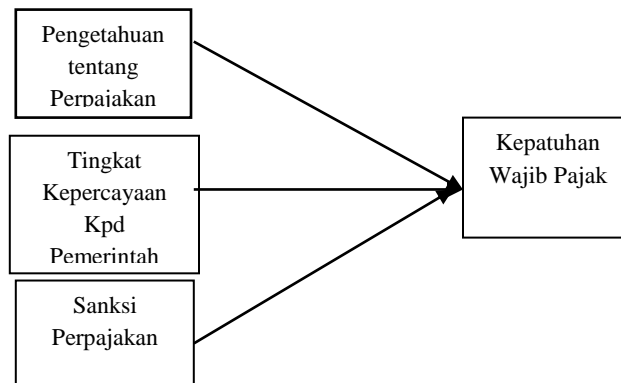 Pengetahuan
tentang
Perpajakan
Tingkat
Kepercayaan
Kpd
Pemerintah
Sanksi
Perpajakan
Kepatuhan
Wajib Pajak